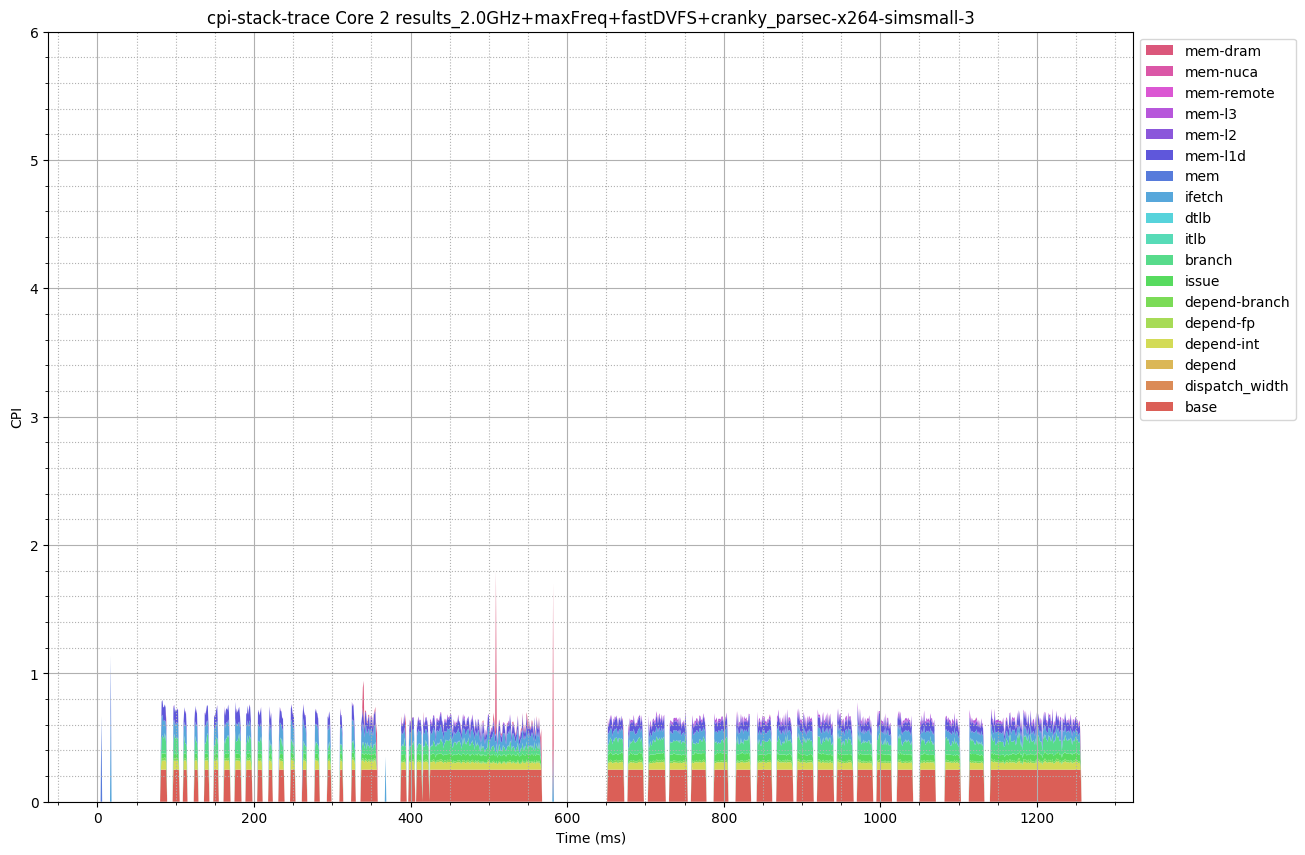 cpi-stack-trace Core 2 results_2.0GHz+maxFreq+fastDVFS+cranky_parsec-x264-simsmall-3
6
5
4
3
2
1
0
CPI
0
200
400
600
800
1000
1200
Time (ms)
mem-dram
mem-nuca
mem-remote
mem-l3
mem-l2
mem-l1d
mem
ifetch
dtlb
itlb
branch
issue
depend-branch
depend-fp
depend-int
depend
dispatch_width
base